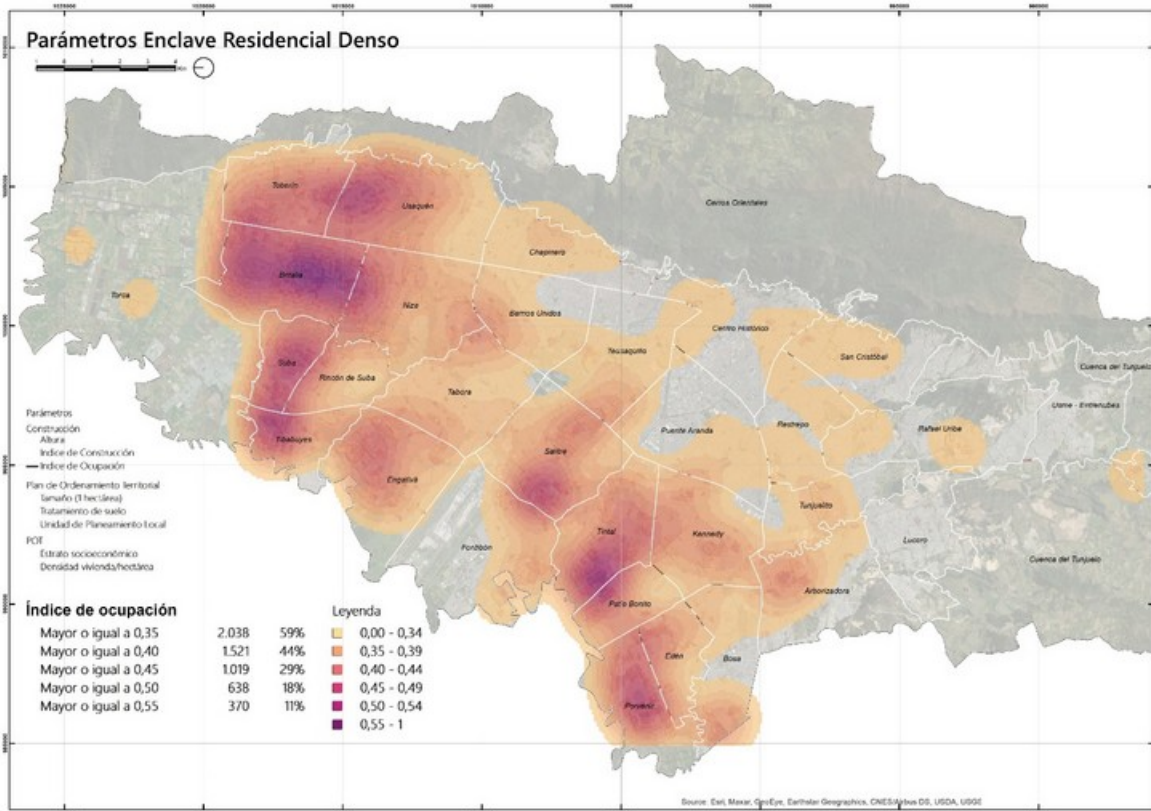 Parámetros Enclave Residencial Denso
Toberín
Usaquén
Cerros Orientales
Chapinero
Britalia
Torca
Niza
Barrios Unidos
Centro Histórico
Teusaquillo
San Cristóbal
Suba
Rincón de Suba
Cuenca del Tunjuelo
Tabora
Usme - Entrenubes
Puente Aranda
Restrepo
Rafael Uribe
Tibabuyes
Salitre
Engativá
Tunjuelito
Tintal
Kennedy
Lucero
Fontibón
Cuenca del Tunjuelo
Patio Bonito
Arborizadora
Edén
Bosa
Porvenir
Parámetros
Construcción
Altura
Indice de Construcción
Indice de Ocupación
Plan de Ordenamiento Territorial
Tamaño (1 hectárea)
Tratamiento de suelo
Unidad de Planeamiento Local
POT
Estrato socioeconómico
Densidad vivienda/hectárea
Índice de ocupación
Mayor o igual a 0,35 2.038 59%
Mayor o igual a 0,40 1.521 44%
Mayor o igual a 0,45 1.019 29%
Mayor o igual a 0,50 638 18%
Mayor o igual a 0,55 370 11%
Leyenda
0,00 - 0,34
0,35 - 0,39
0,40 - 0,44
0,45 - 0,49
0,50 - 0,54
0,55 - 1
Source: Esri, Maxar, GeoEye, Earthstar Geographics, CNES/Airbus DS, USDA, USGS